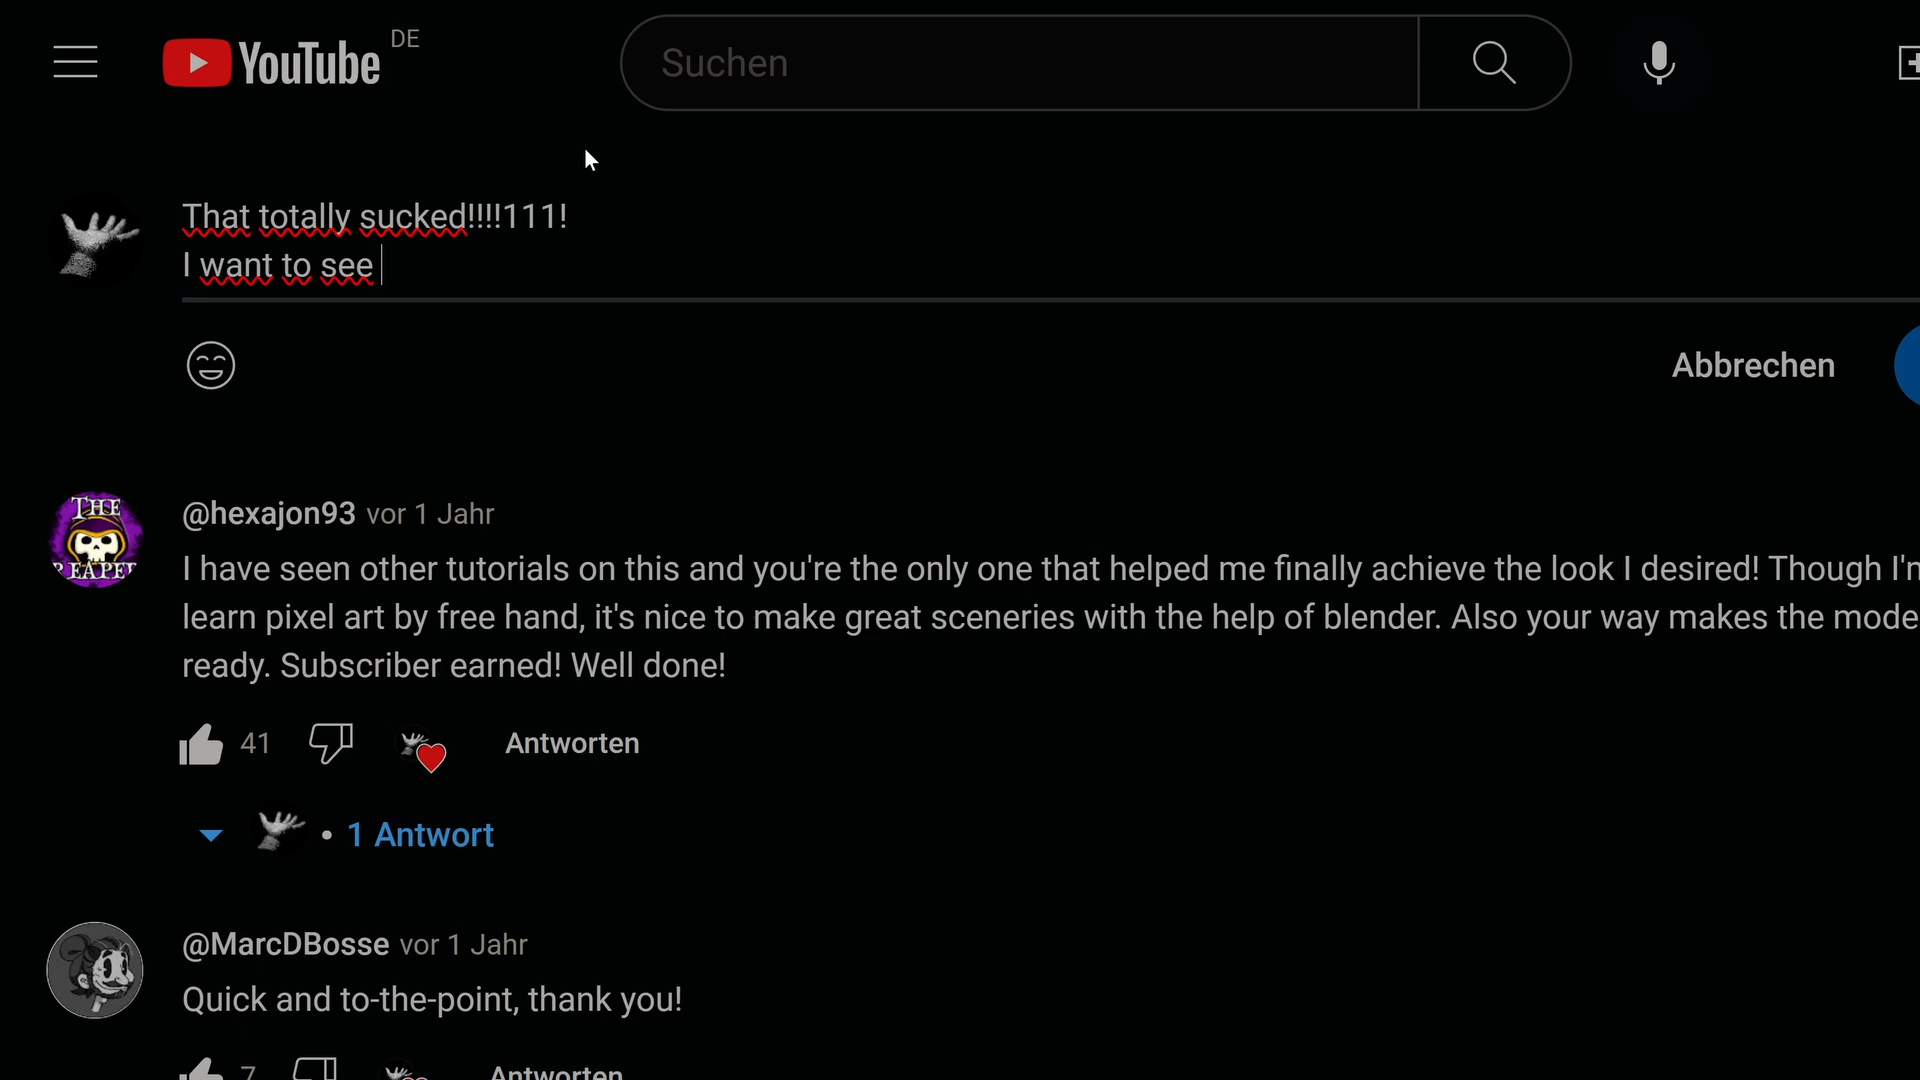 YouTube DE
Suchen
That totally sucked!!!!111!
I want to see
Abbrechen
THE
REAPER
@hexajon93 vor 1 Jahr
I have seen other tutorials on this and you're the only one that helped me finally achieve the look I desired! Though I'm
learn pixel art by free hand, it's nice to make great sceneries with the help of blender. Also your way makes the mode
ready. Subscriber earned! Well done!
41 Antworten
1 Antwort
@MarcDBosse vor 1 Jahr
Quick and to-the-point, thank you!
7 Antworten